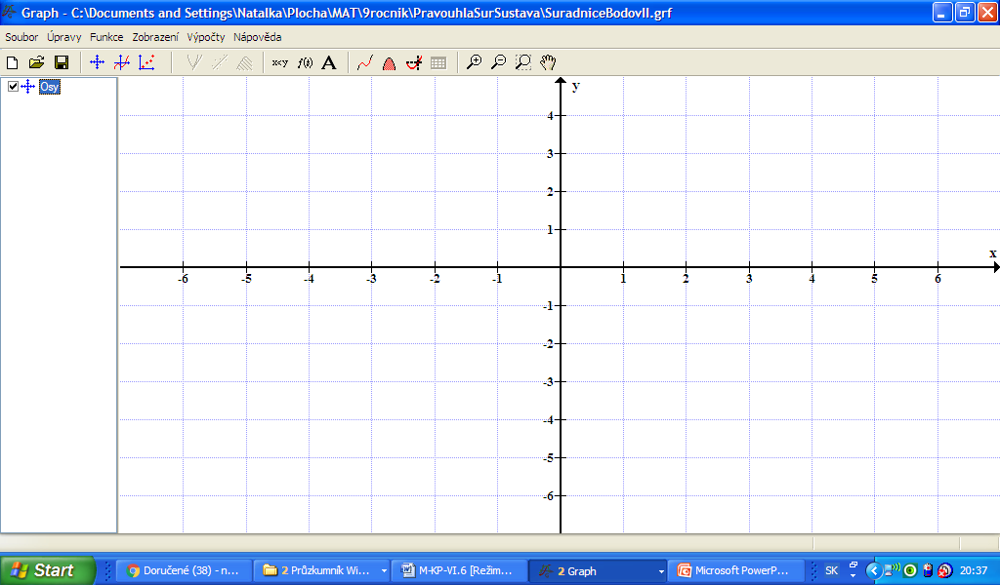 Graph - C:\Documents and Settings\Natalka\Plocha\MAT\9rocnik\PravouhlaSurSustava\SuradniceBodovII.grf
Soubor Úpravy Funkce Zobrazení Výpočty Nápověda
x<y f(x) A
Osy
y
4
3
2
1
x
-6 -5 -4 -3 -2 -1 1 2 3 4 5 6
-1
-2
-3
-4
-5
-6
Start Doručené (38) - n... 2 Průzkumník Wi... M-KP-VI.6 [Režim... 2 Graph Microsoft PowerP... SK 20:37